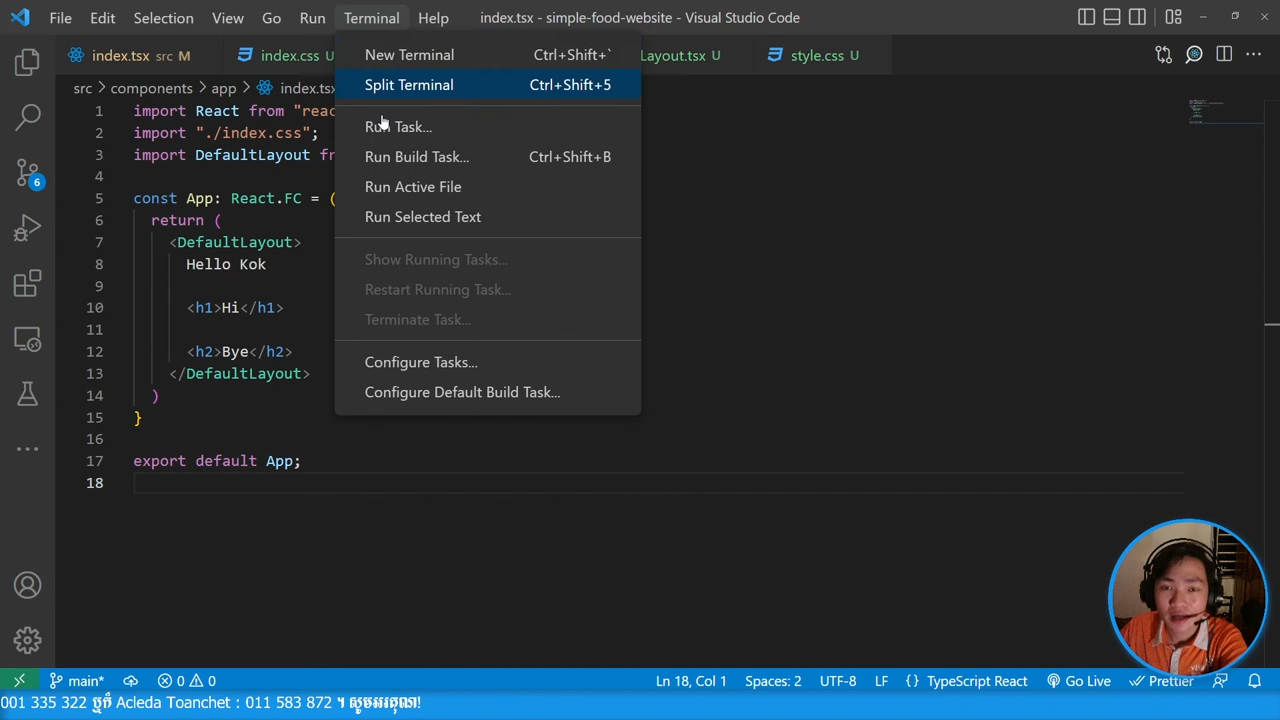 File Edit Selection View Go Run Terminal Help index.tsx - simple-food-website - Visual Studio Code
index.tsx src M index.css U Layout.tsx U style.css U
src > components > app > index.tsx
New Terminal Ctrl+Shift+`
Split Terminal Ctrl+Shift+5
Run Task...
Run Build Task... Ctrl+Shift+B
Run Active File
Run Selected Text
Show Running Tasks...
Restart Running Task...
Terminate Task...
Configure Tasks...
Configure Default Build Task...
1 import React from "reac
2 import "./index.css";
3 import DefaultLayout fr
4
5 const App: React.FC = (
6 return (
7 <DefaultLayout>
8 Hello Kok
9
10 <h1>Hi</h1>
11
12 <h2>Bye</h2>
13 </DefaultLayout>
14 )
15 }
16
17 export default App;
18
6
main* 0 0 Ln 18, Col 1 Spaces: 2 UTF-8 LF {} TypeScript React Go Live Prettier
001 335 322 ឬក៏ Acleda Toanchet : 011 583 872 ។ សូមអរគុណ!